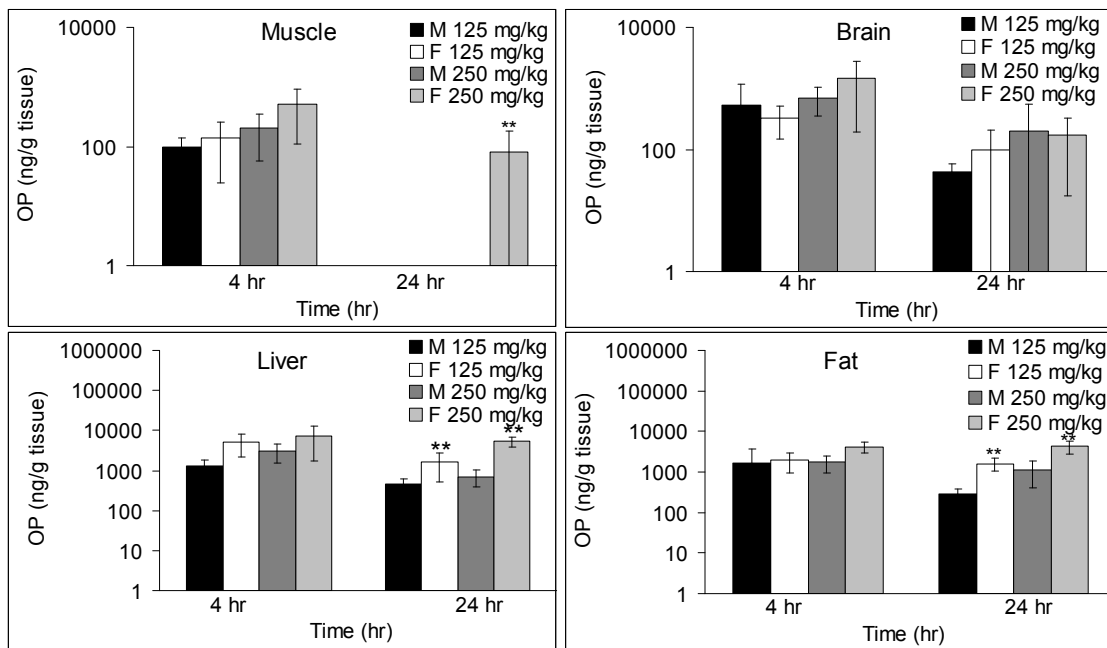 Muscle
10000
100
1
OP (ng/g tissue)
M 125 mg/kg
F 125 mg/kg
M 250 mg/kg
F 250 mg/kg
**
4 hr 24 hr
Time (hr)
Brain
10000
100
1
OP (ng/g tissue)
M 125 mg/kg
F 125 mg/kg
M 250 mg/kg
F 250 mg/kg
4 hr 24 hr
Time (hr)
Liver
1000000
100000
10000
1000
100
10
1
OP (ng/g tissue)
M 125 mg/kg
F 125 mg/kg
M 250 mg/kg
F 250 mg/kg
** **
4 hr 24 hr
Time (hr)
Fat
1000000
100000
10000
1000
100
10
1
OP (ng/g tissue)
M 125 mg/kg
F 125 mg/kg
M 250 mg/kg
F 250 mg/kg
** **
4 hr 24 hr
Time (hr)